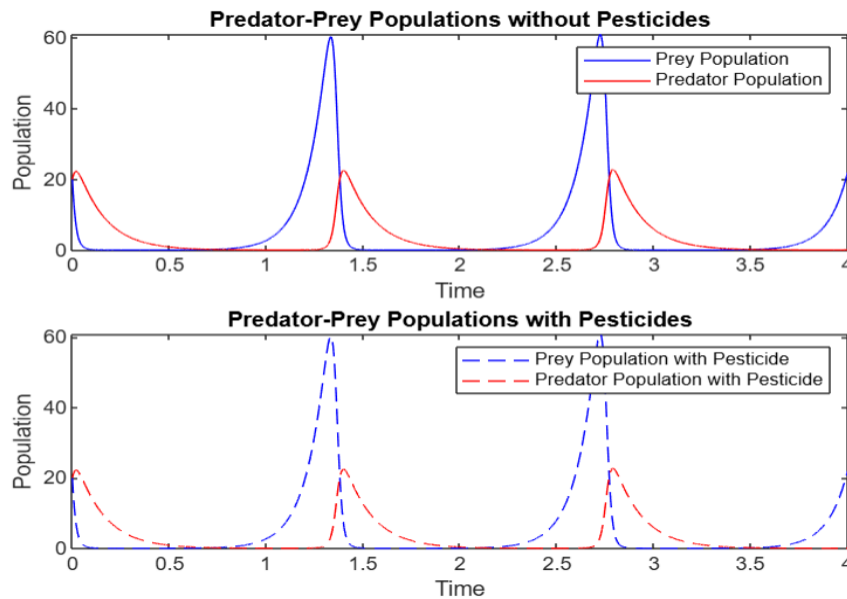 Predator-Prey Populations without Pesticides
60
40
20
0
Population
Prey Population
Predator Population
0 0.5 1 1.5 2 2.5 3 3.5 4
Time
Predator-Prey Populations with Pesticides
60
40
20
0
Population
Prey Population with Pesticide
Predator Population with Pesticide
0 0.5 1 1.5 2 2.5 3 3.5 4
Time